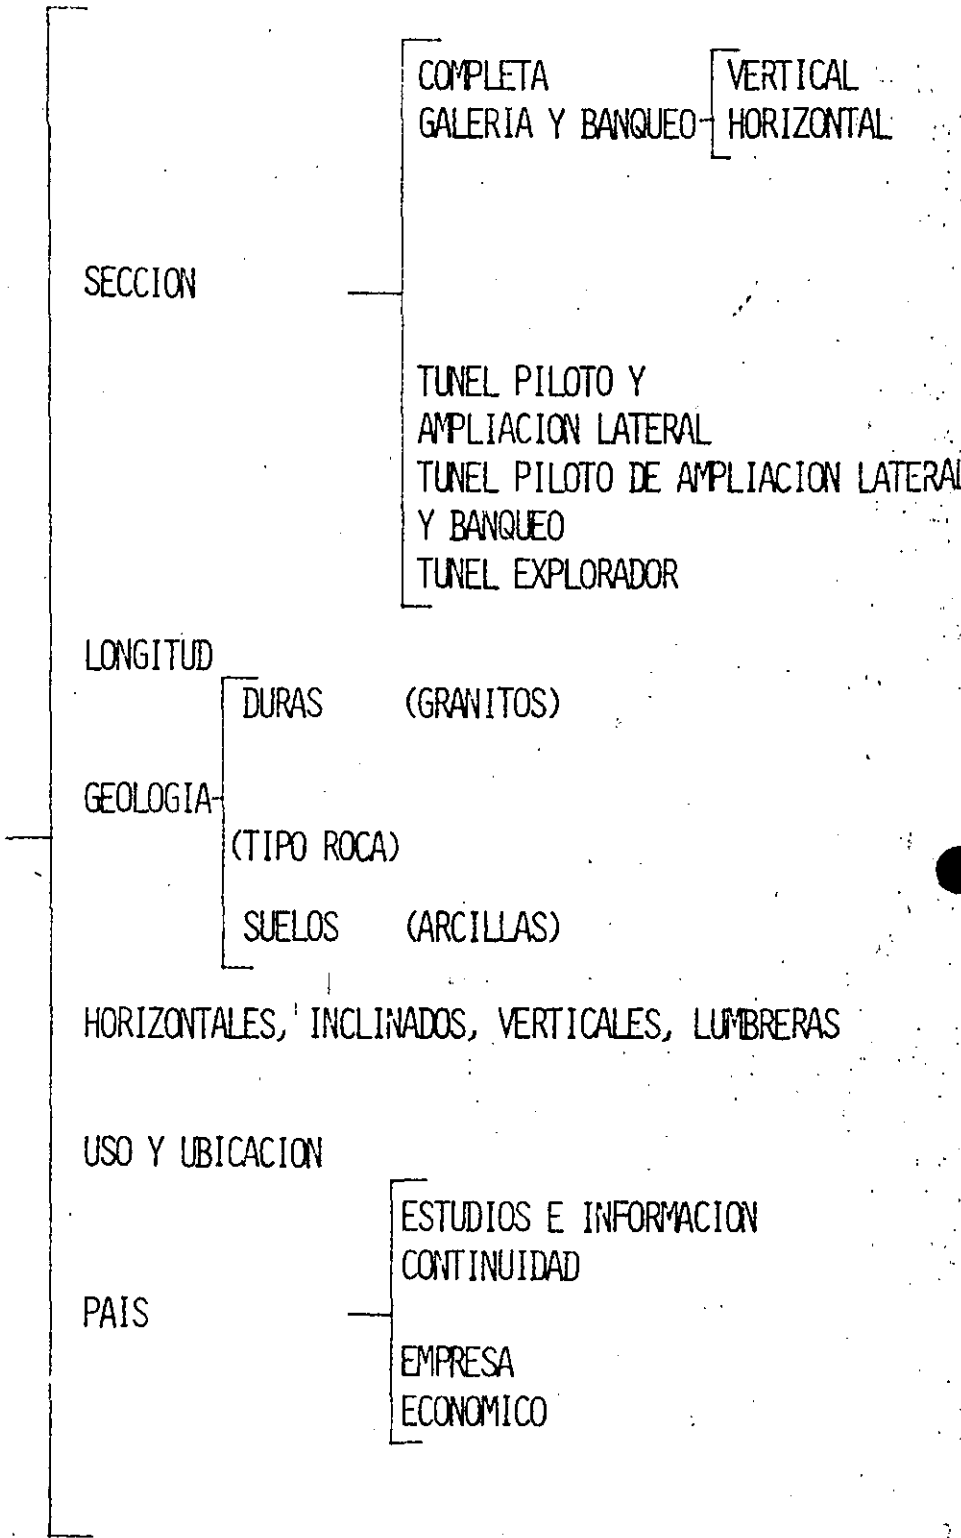 COMPLETA
VERTICAL
GALERIA Y BANQUEO
HORIZONTAL
SECCION
TUNEL PILOTO Y
AMPLIACION LATERAL
TUNEL PILOTO DE AMPLIACION LATERAL
Y BANQUEO
TUNEL EXPLORADOR
LONGITUD
DURAS (GRANITOS)
GEOLOGIA
(TIPO ROCA)
SUELOS (ARCILLAS)
HORIZONTALES, INCLINADOS, VERTICALES, LUMBRERAS
USO Y UBICACION
ESTUDIOS E INFORMACION
CONTINUIDAD
PAIS
EMPRESA
ECONOMICO